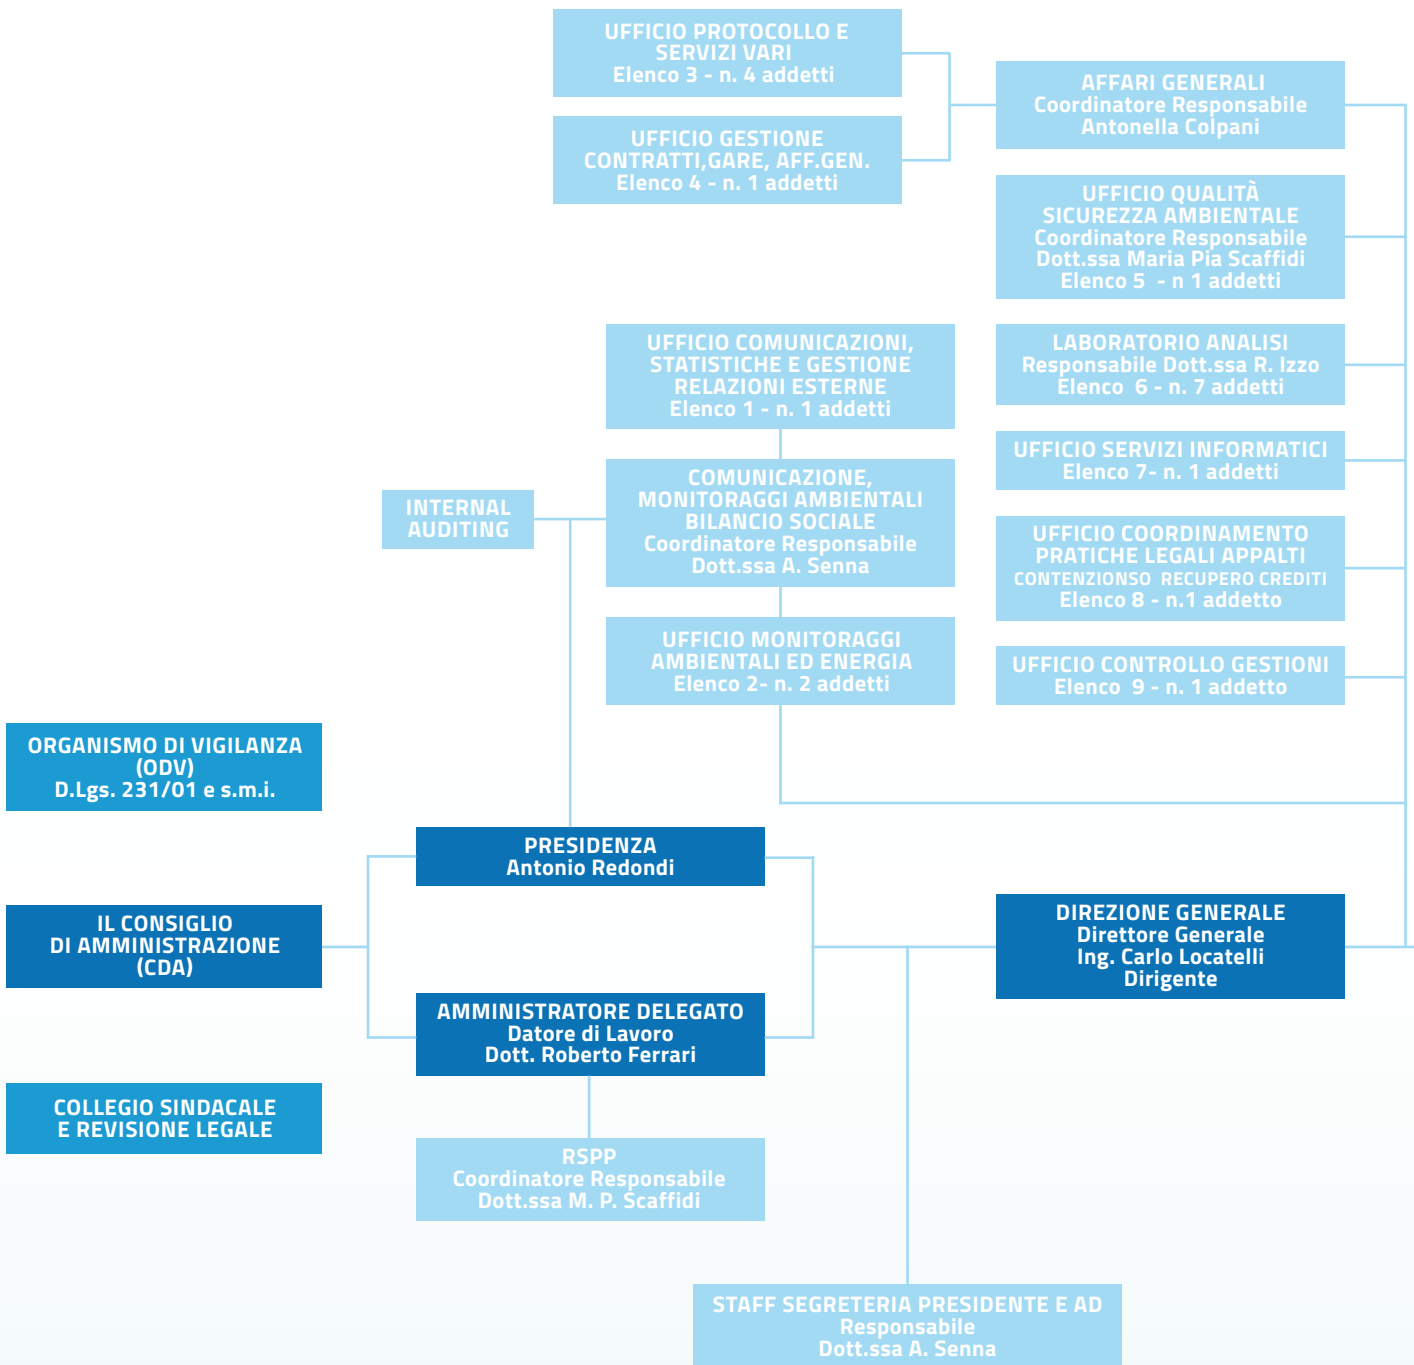 UFFICIO PROTOCOLLO E
SERVIZI VARI
Elenco 3 - n. 4 addetti
UFFICIO GESTIONE
CONTRATTI,GARE, AFF.GEN.
Elenco 4 - n. 1 addetti
AFFARI GENERALI
Coordinatore Responsabile
Antonella Colpani
UFFICIO QUALITÀ
SICUREZZA AMBIENTALE
Coordinatore Responsabile
Dott.ssa Maria Pia Scaffidi
Elenco 5 - n 1 addetti
UFFICIO COMUNICAZIONI,
STATISTICHE E GESTIONE
RELAZIONI ESTERNE
Elenco 1 - n. 1 addetti
LABORATORIO ANALISI
Responsabile Dott.ssa R. Izzo
Elenco 6 - n. 7 addetti
UFFICIO SERVIZI INFORMATICI
Elenco 7- n. 1 addetti
INTERNAL
AUDITING
COMUNICAZIONE,
MONITORAGGI AMBIENTALI
BILANCIO SOCIALE
Coordinatore Responsabile
Dott.ssa A. Senna
UFFICIO COORDINAMENTO
PRATICHE LEGALI APPALTI
CONTENZIONSO RECUPERO CREDITI
Elenco 8 - n.1 addetto
UFFICIO MONITORAGGI
AMBIENTALI ED ENERGIA
Elenco 2- n. 2 addetti
UFFICIO CONTROLLO GESTIONI
Elenco 9 - n. 1 addetto
ORGANISMO DI VIGILANZA
(ODV)
D.Lgs. 231/01 e s.m.i.
PRESIDENZA
Antonio Redondi
IL CONSIGLIO
DI AMMINISTRAZIONE
(CDA)
DIREZIONE GENERALE
Direttore Generale
Ing. Carlo Locatelli
Dirigente
AMMINISTRATORE DELEGATO
Datore di Lavoro
Dott. Roberto Ferrari
COLLEGIO SINDACALE
E REVISIONE LEGALE
RSPP
Coordinatore Responsabile
Dott.ssa M. P. Scaffidi
STAFF SEGRETERIA PRESIDENTE E AD
Responsabile
Dott.ssa A. Senna